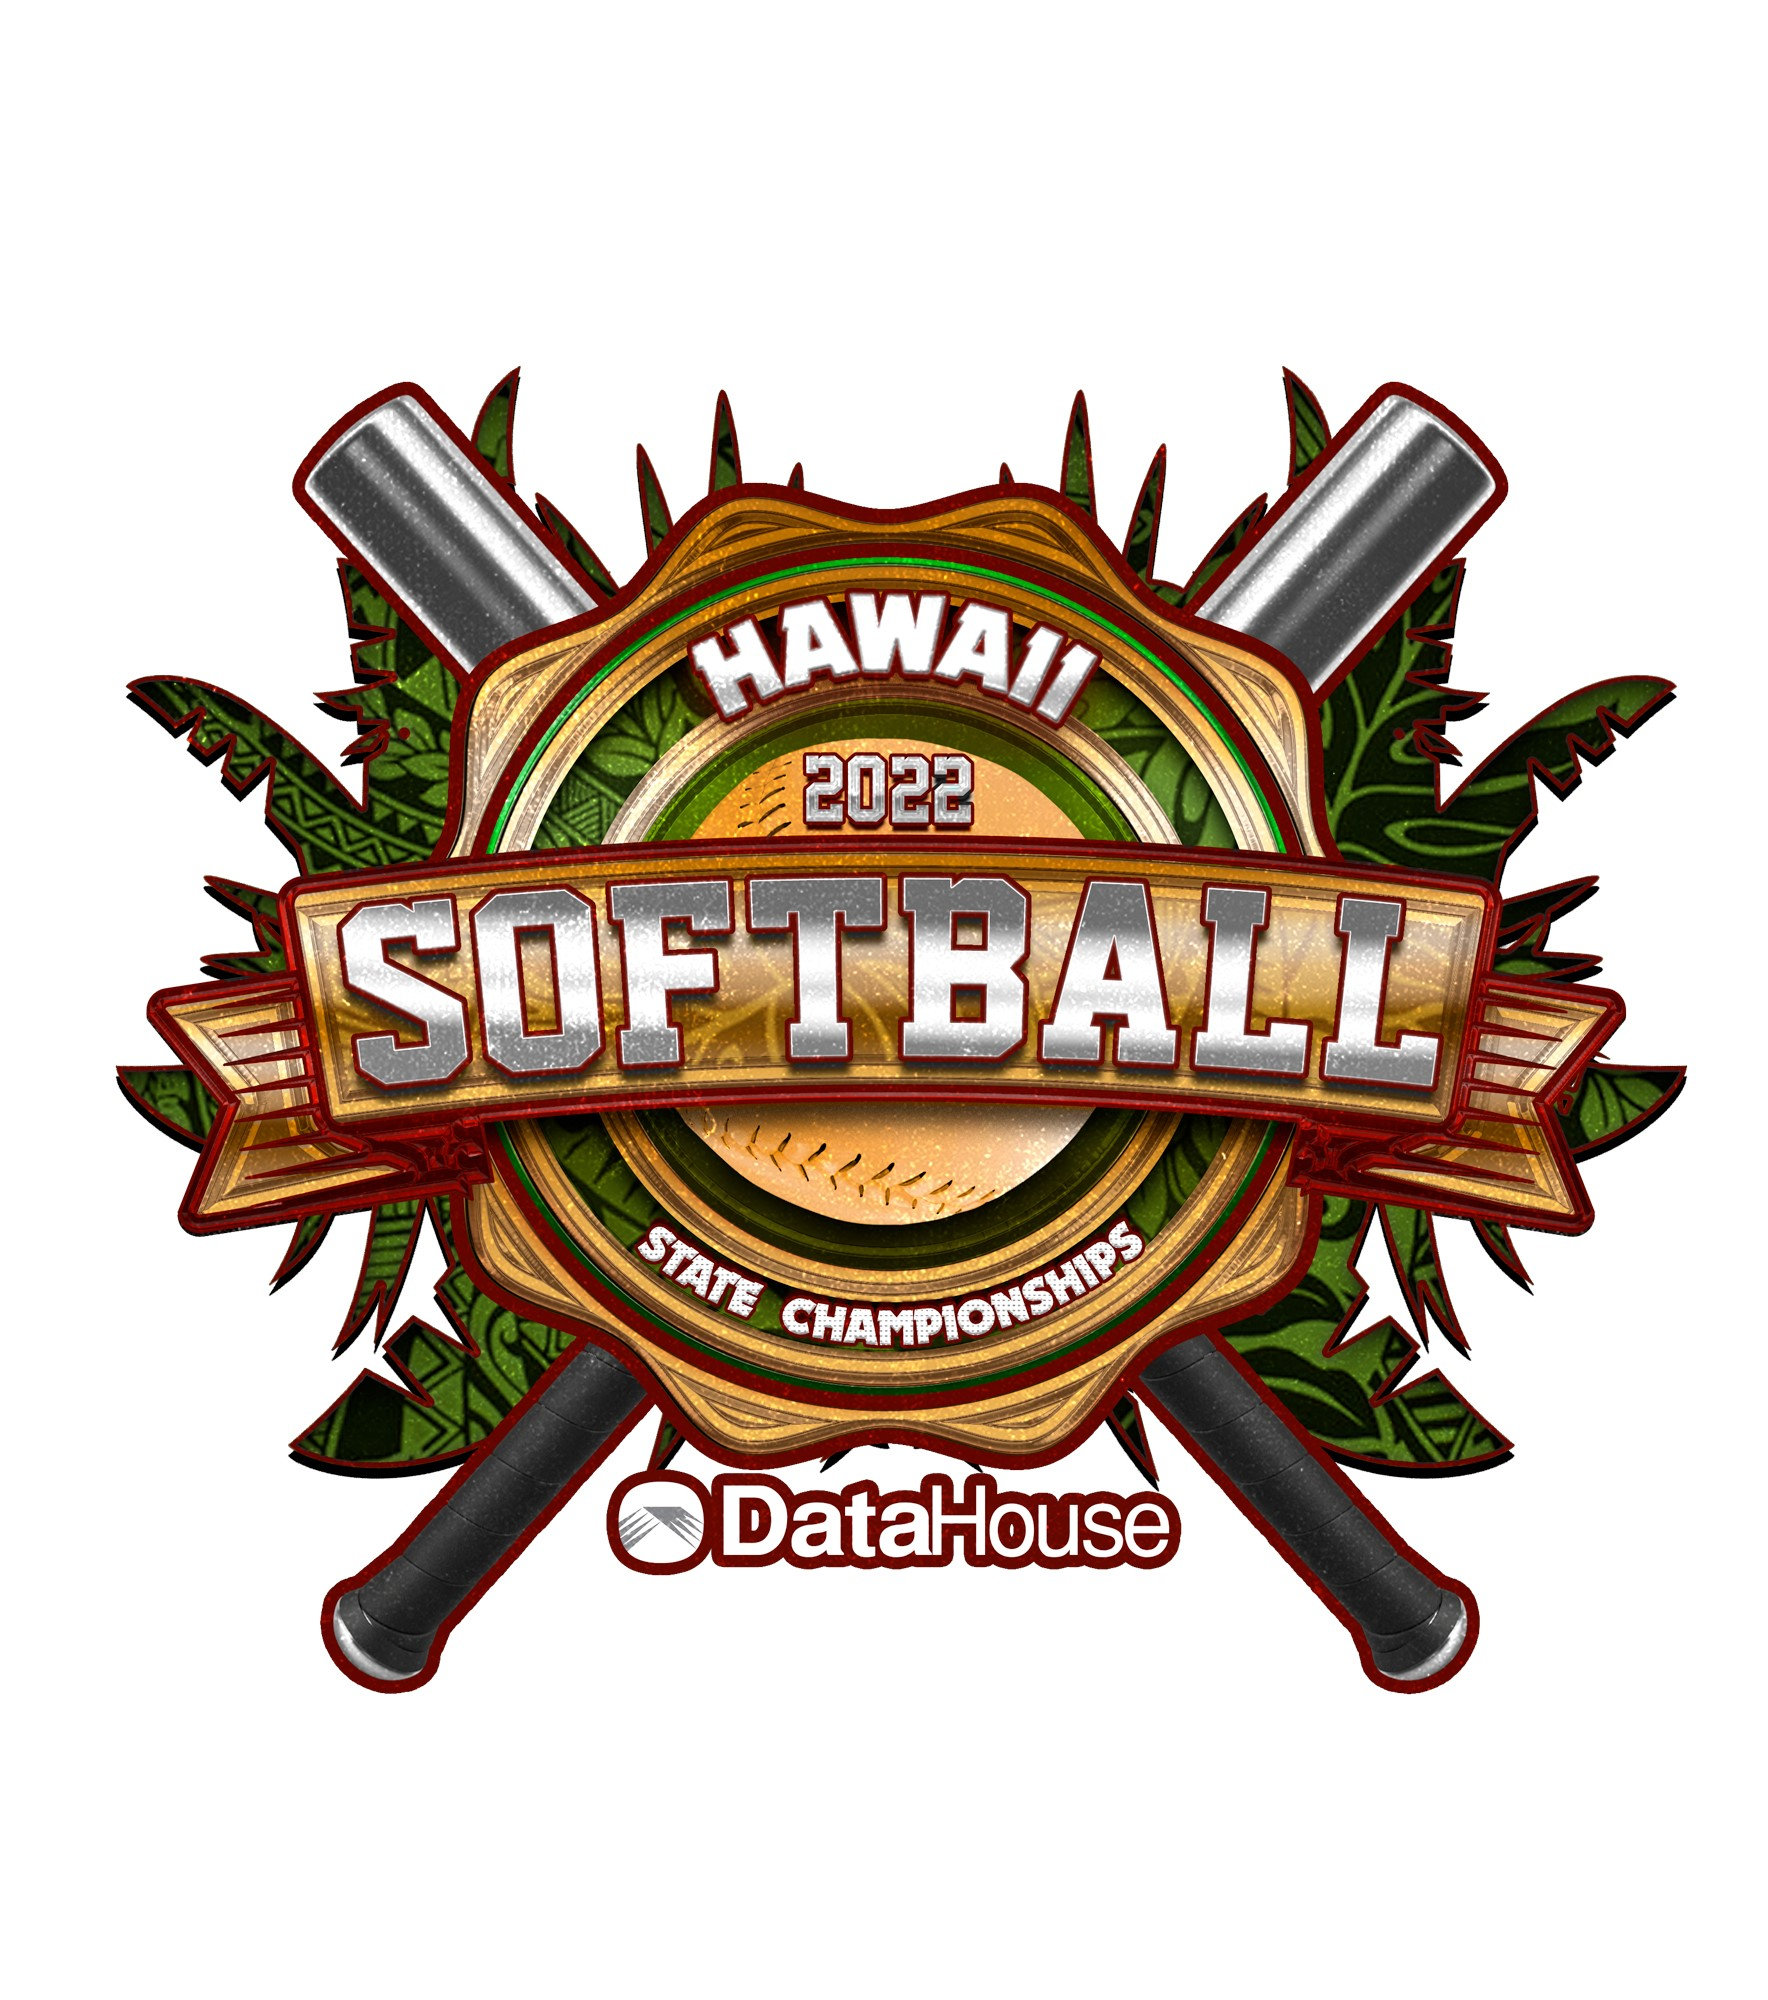 HAWAII
2022
SOFTBALL
STATE CHAMPIONSHIPS
DataHouse